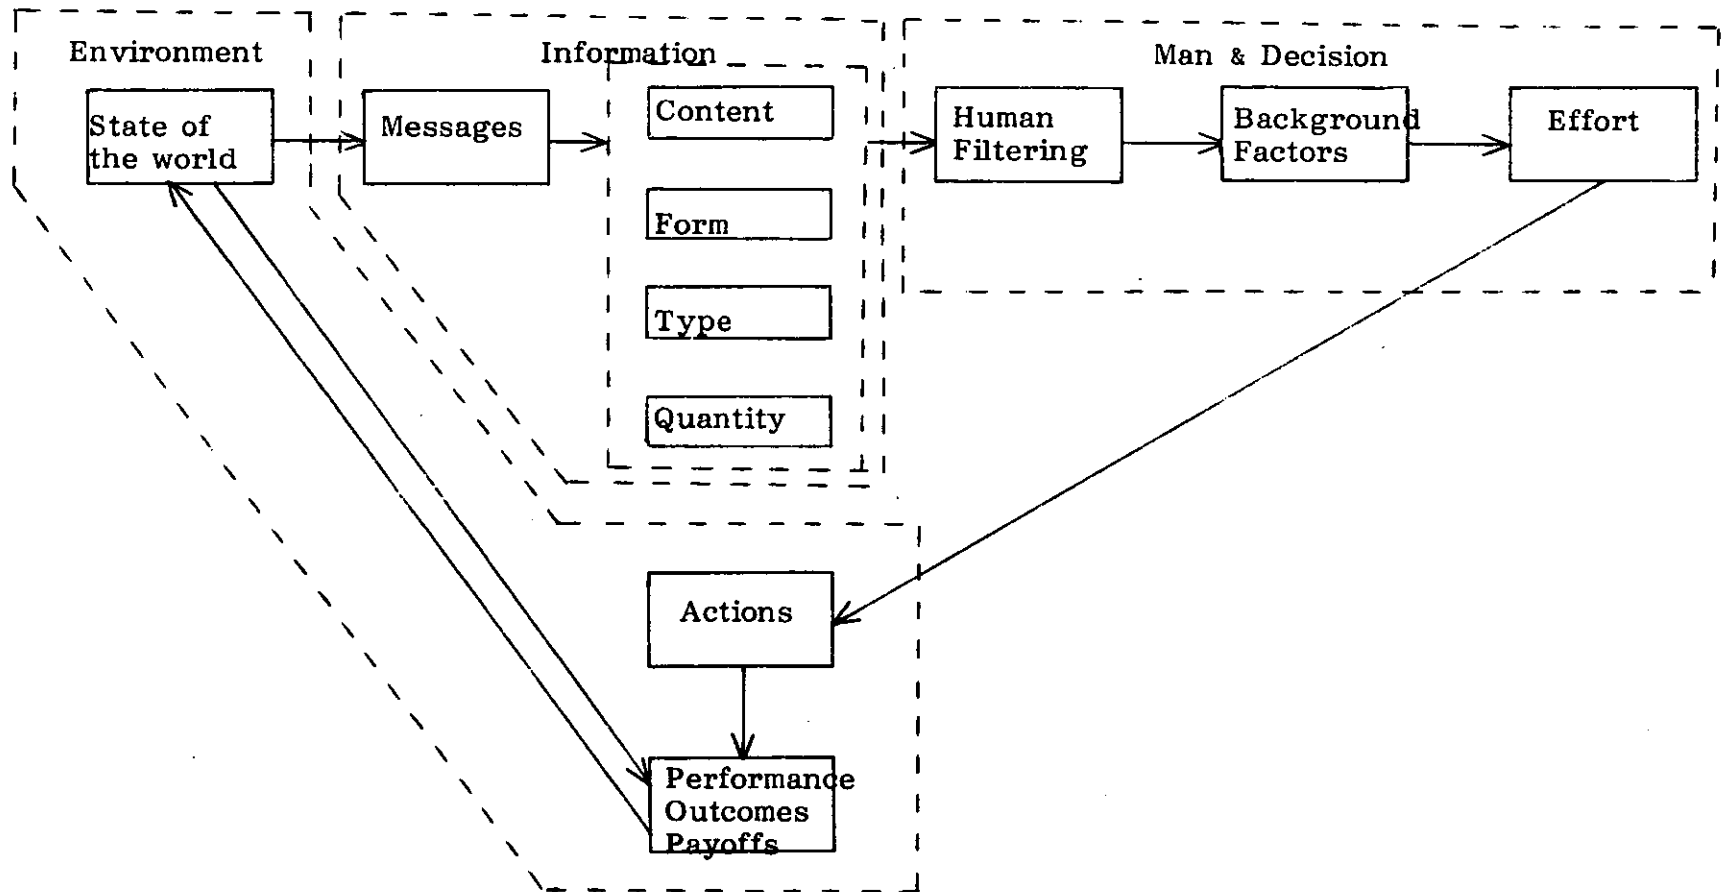 Environment
Information
Man & Decision
State of
the world
Messages
Content
Form
Type
Quantity
Human
Filtering
Background
Factors
Effort
Actions
Performance
Outcomes
Payoffs